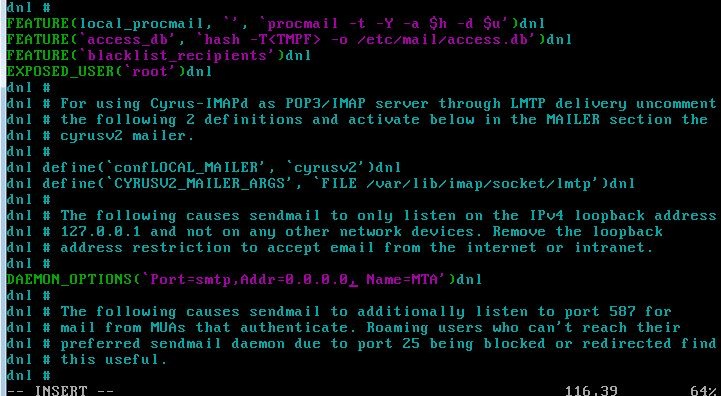 dnl #
FEATURE(local_procmail, `', `procmail -t -Y -a $h -d $u')dnl
FEATURE(`access_db', `hash -T<TMPF> -o /etc/mail/access.db')dnl
FEATURE(`blacklist_recipients')dnl
EXPOSED_USER(`root')dnl
dnl #
dnl # For using Cyrus-IMAPd as POP3/IMAP server through LMTP delivery uncomment
dnl # the following 2 definitions and activate below in the MAILER section the
dnl # cyrusv2 mailer.
dnl #
dnl define(`confLOCAL_MAILER', `cyrusv2')dnl
dnl define(`CYRUSV2_MAILER_ARGS', `FILE /var/lib/imap/socket/lmtp')dnl
dnl #
dnl # The following causes sendmail to only listen on the IPv4 loopback address
dnl # 127.0.0.1 and not on any other network devices. Remove the loopback
dnl # address restriction to accept email from the internet or intranet.
dnl #
DAEMON_OPTIONS(`Port=smtp,Addr=0.0.0.0, Name=MTA')dnl
dnl #
dnl # The following causes sendmail to additionally listen to port 587 for
dnl # mail from MUAs that authenticate. Roaming users who can't reach their
dnl # preferred sendmail daemon due to port 25 being blocked or redirected find
dnl # this useful.
dnl #
-- INSERT -- 116,39 64%